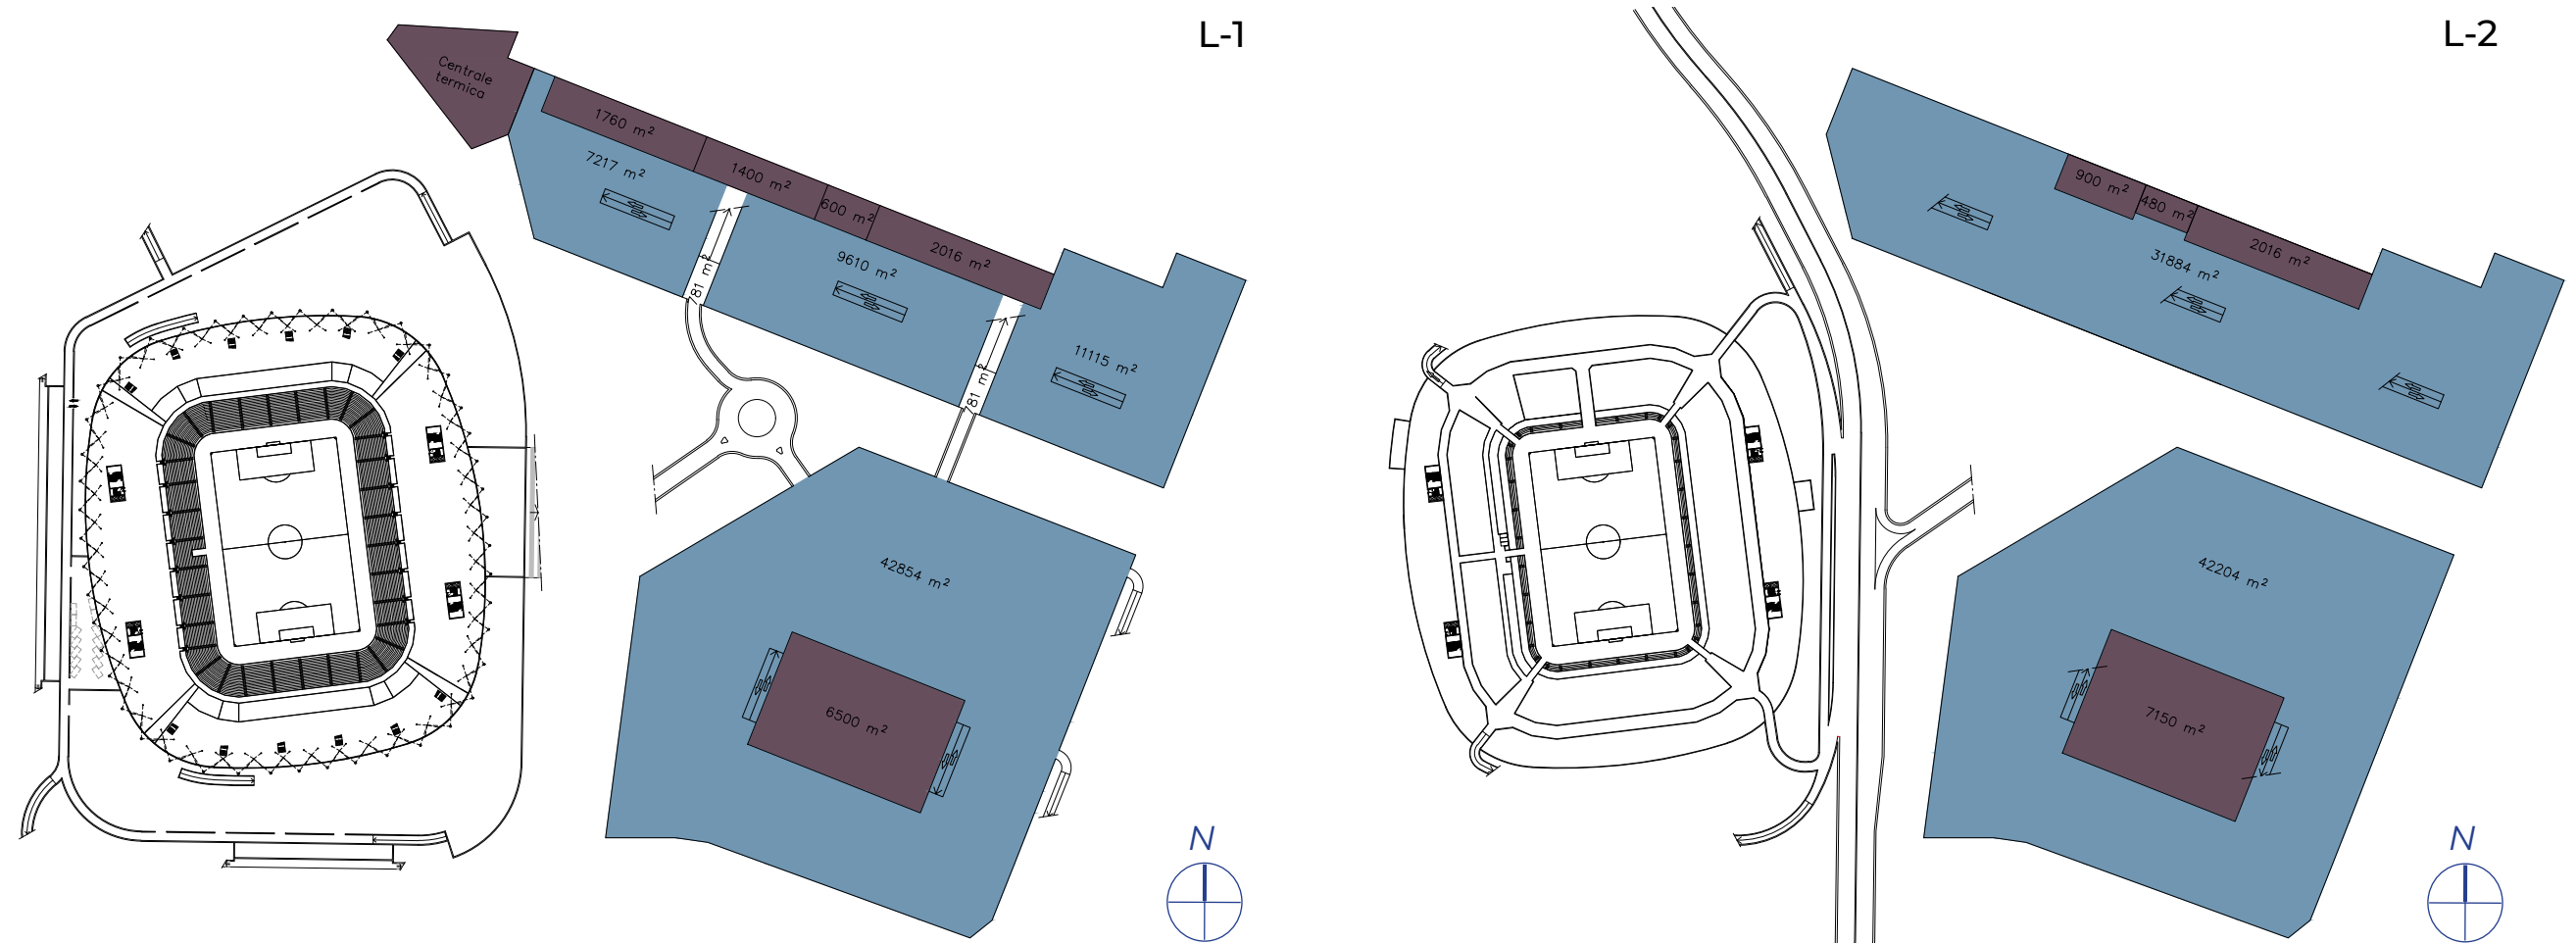 L-1
Centrale
termica
1760 m²
7217 m²
1400 m²
600 m²
2016 m²
9610 m²
81 m²
81 m²
11115 m²
42854 m²
6500 m²
N
L-2
900 m²
480 m²
2016 m²
31884 m²
42204 m²
7150 m²
N